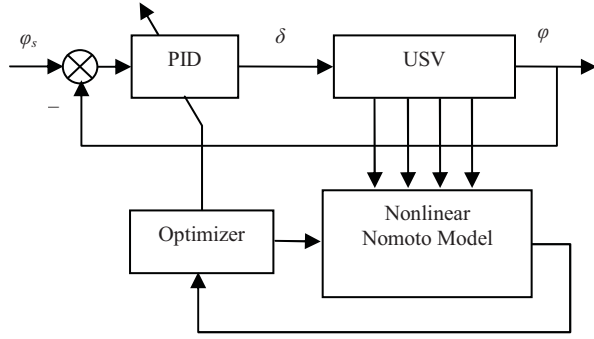 φs
PID
δ
USV
φ
−
Optimizer
Nonlinear
Nomoto Model